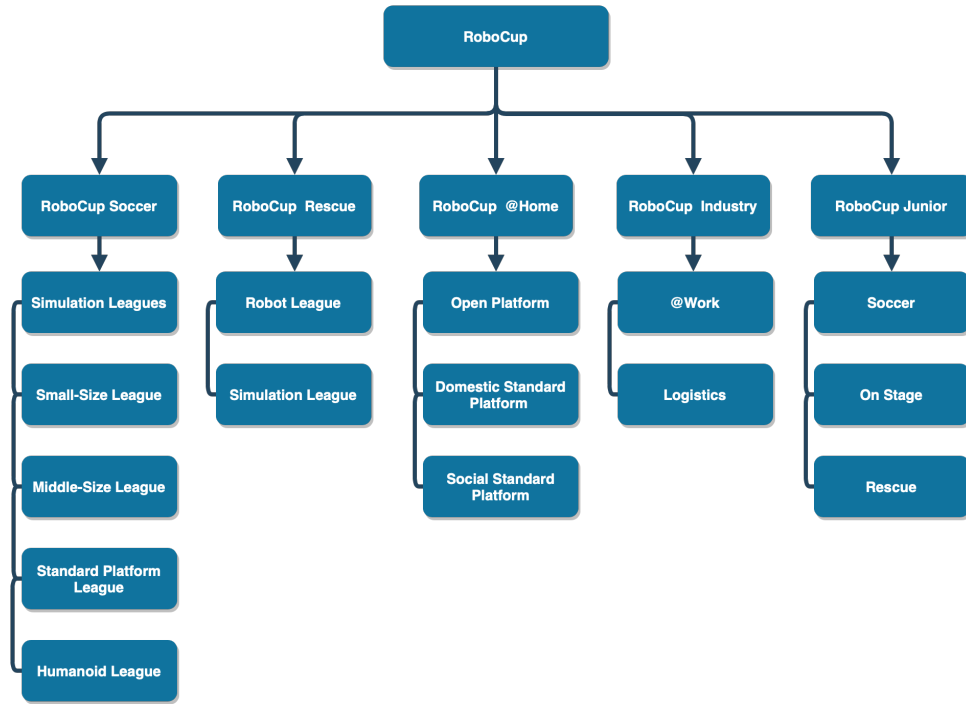 RoboCup
RoboCup Soccer
RoboCup Rescue
RoboCup @Home
RoboCup Industry
RoboCup Junior
Simulation Leagues
Robot League
Open Platform
@Work
Soccer
Small-Size League
Simulation League
Domestic Standard
Platform
Logistics
On Stage
Middle-Size League
Social Standard
Platform
Rescue
Standard Platform
League
Humanoid League